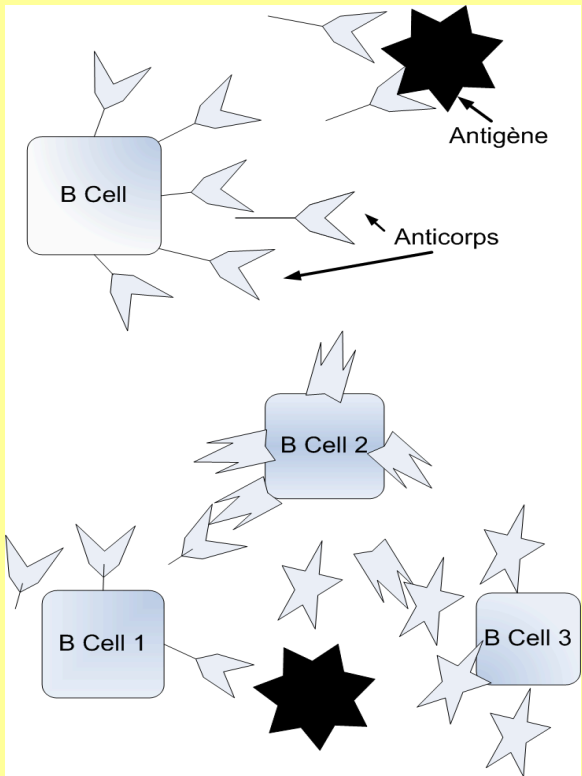 Antigène
B Cell
Anticorps
B Cell 2
B Cell 1
B Cell 3